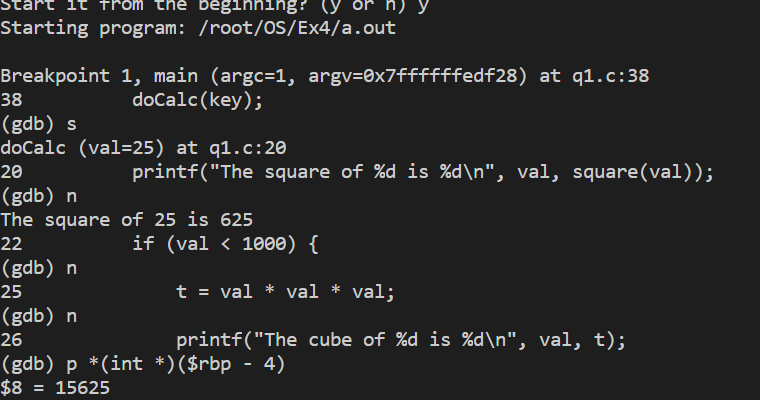 Start it from the beginning? (y or n) y
Starting program: /root/OS/Ex4/a.out
Breakpoint 1, main (argc=1, argv=0x7ffffffedf28) at q1.c:38
38 doCalc(key);
(gdb) s
doCalc (val=25) at q1.c:20
20 printf("The square of %d is %d\n", val, square(val));
(gdb) n
The square of 25 is 625
22 if (val < 1000) {
(gdb) n
25 t = val * val * val;
(gdb) n
26 printf("The cube of %d is %d\n", val, t);
(gdb) p *(int *)($rbp - 4)
$8 = 15625